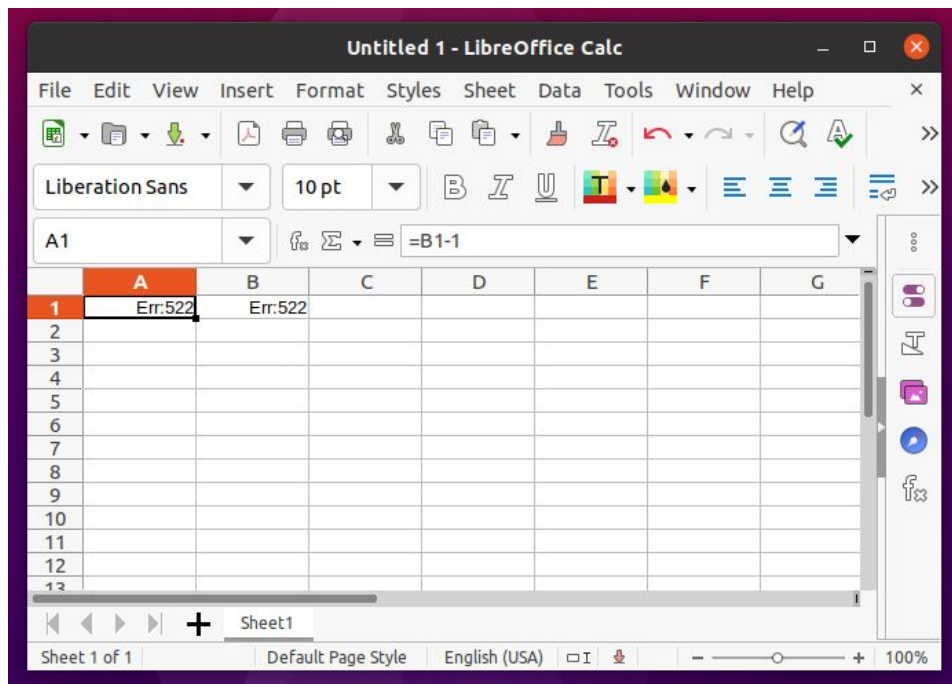 Untitled 1 - LibreOffice Calc
File Edit View Insert Format Styles Sheet Data Tools Window Help
Liberation Sans 10 pt B I U T
A1 =B1-1
A B C D E F G
1 Err:522 Err:522
2
3
4
5
6
7
8
9
10
11
12
13
Sheet1
Sheet 1 of 1 Default Page Style English (USA) 100%